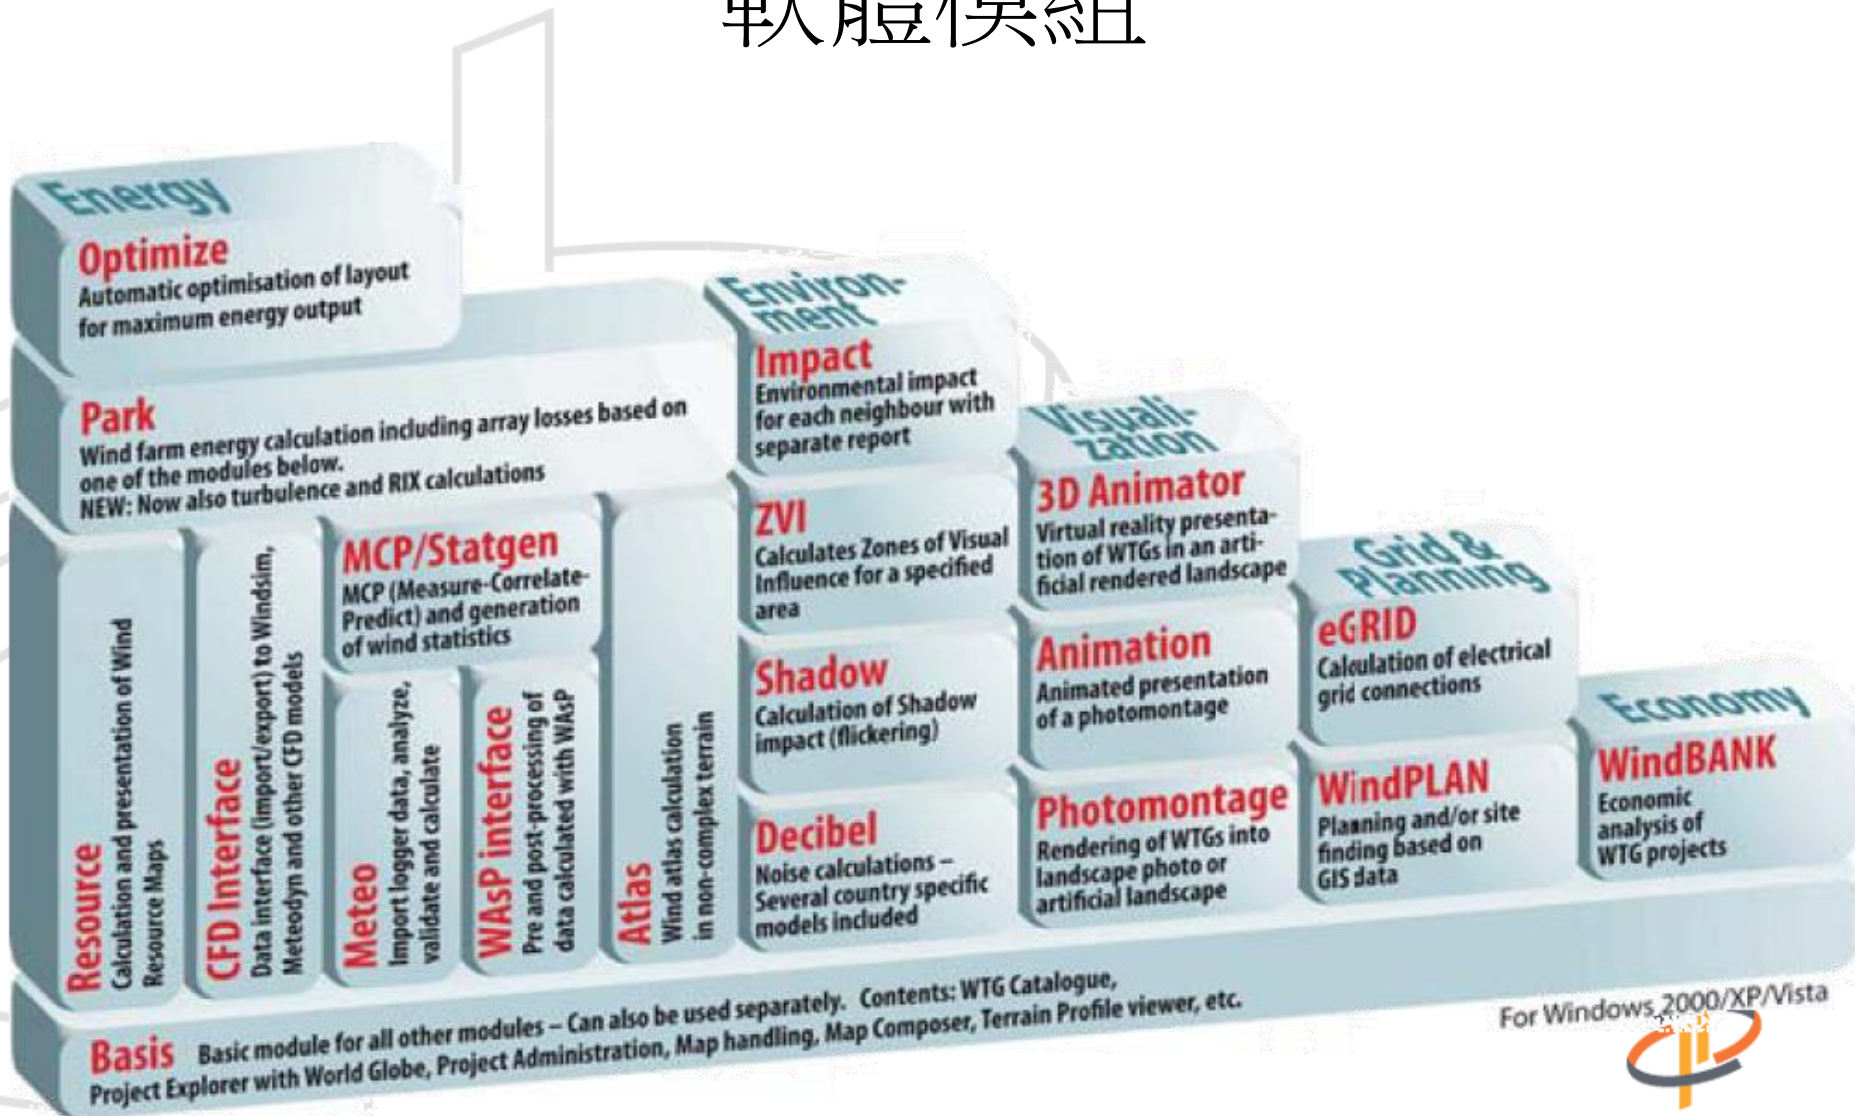 軟體模組
Energy
Optimize
Automatic optimisation of layout
for maximum energy output
Park
Wind farm energy calculation including array losses based on
one of the modules below.
NEW: Now also turbulence and RIX calculations
Resource
Calculation and presentation of Wind
Resource Maps
CFD Interface
Data interface (import/export) to Windsim,
Meteodyn and other CFD models
MCP/Statgen
MCP (Measure-Correlate-
Predict) and generation
of wind statistics
Meteo
Import logger data, analyze,
validate and calculate
WAsP interface
Pre and post-processing of
data calculated with WAsP
Atlas
Wind atlas calculation
in non-complex terrain
Environ-
ment
Impact
Environmental impact
for each neighbour with
separate report
ZVI
Calculates Zones of Visual
Influence for a specified
area
Shadow
Calculation of Shadow
impact (flickering)
Decibel
Noise calculations –
Several country specific
models included
Visuali-
zation
3D Animator
Virtual reality presenta-
tion of WTGs in an arti-
ficial rendered landscape
Animation
Animated presentation
of a photomontage
Photomontage
Rendering of WTGs into
landscape photo or
artificial landscape
Grid &
Planning
eGRID
Calculation of electrical
grid connections
WindPLAN
Planning and/or site
finding based on
GIS data
Economy
WindBANK
Economic
analysis of
WTG projects
Basis Basic module for all other modules – Can also be used separately. Contents: WTG Catalogue,
Project Explorer with World Globe, Project Administration, Map handling, Map Composer, Terrain Profile viewer, etc.
For Windows 2000/XP/Vista